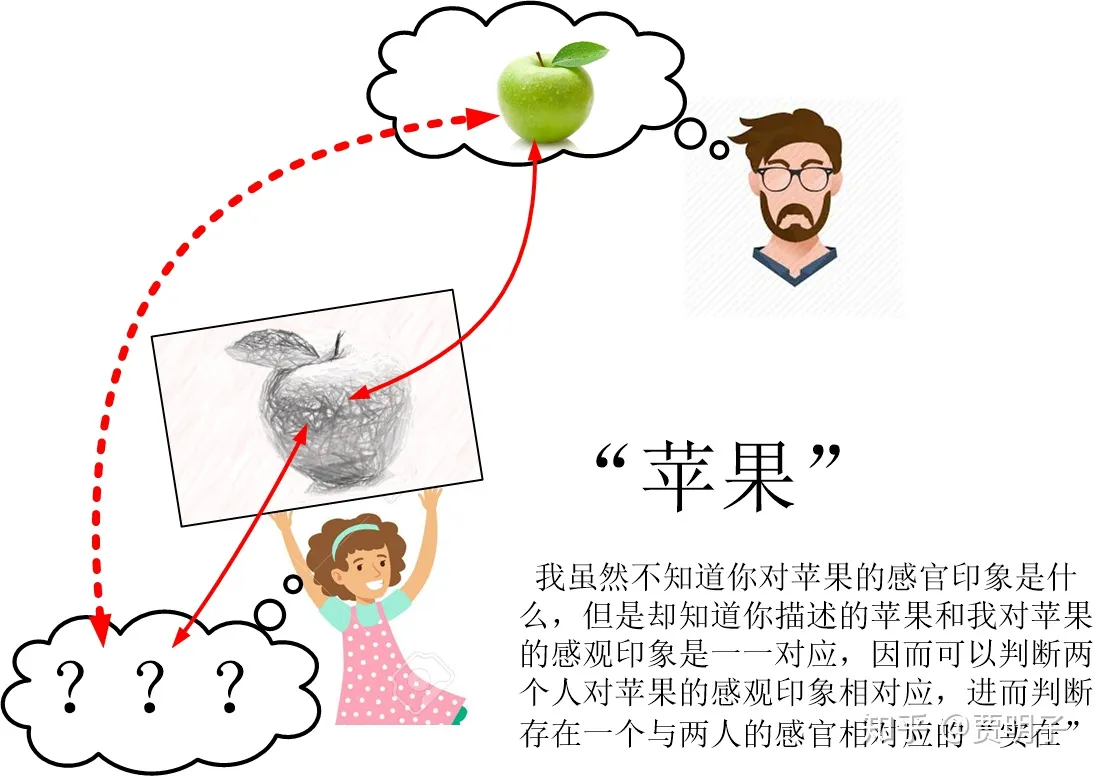 ? ? ?
“苹果”
我虽然不知道你对苹果的感官印象是什
么，但是却知道你描述的苹果和我对苹果
的感观印象是一一对应，因而可以判断两
个人对苹果的感观印象相对应，进而判断
存在一个与两人的感官相对应的“实在”
知乎 @贾明子